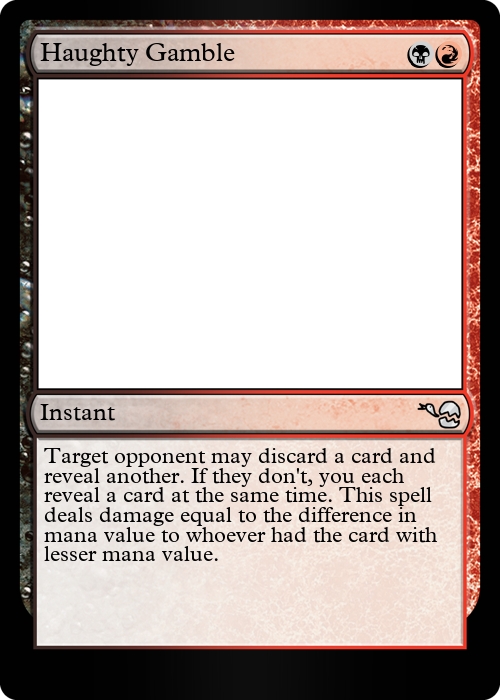 Haughty Gamble
Instant
Target opponent may discard a card and
reveal another. If they don't, you each
reveal a card at the same time. This spell
deals damage equal to the difference in
mana value to whoever had the card with
lesser mana value.